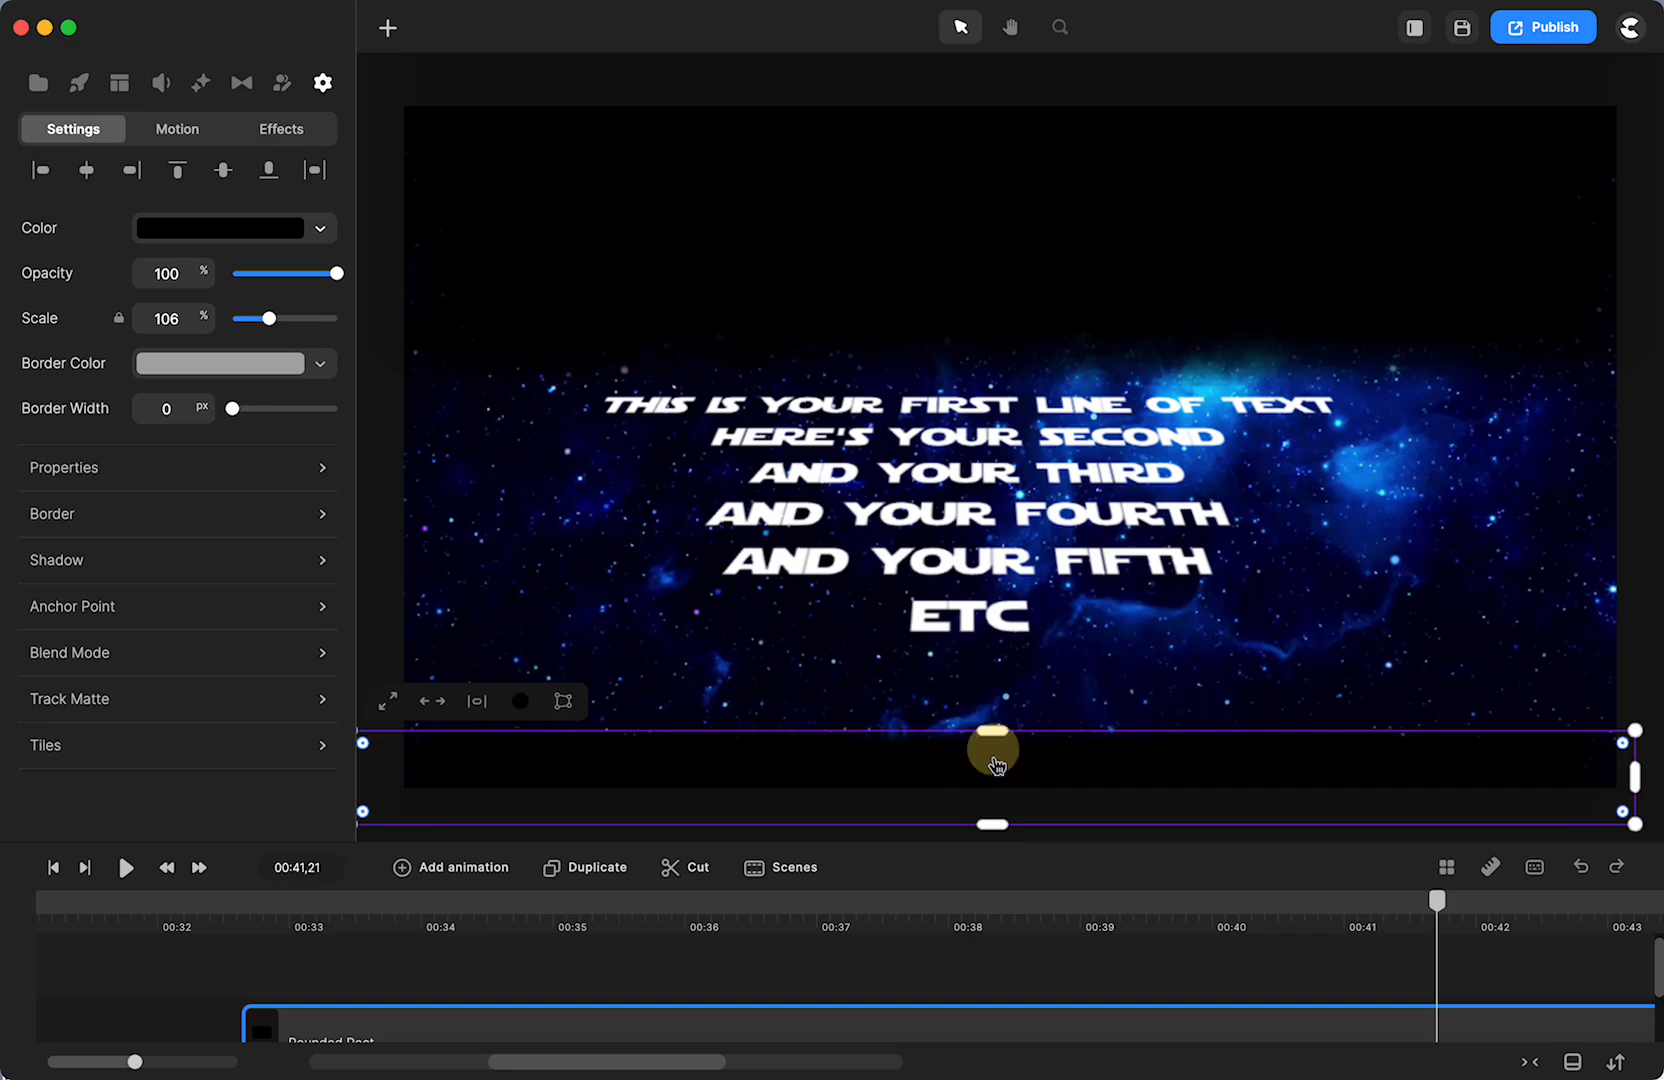 Publish
Settings Motion Effects
Color
Opacity 100 %
Scale 106 %
Border Color
Border Width 0 px
Properties
Border
Shadow
Anchor Point
Blend Mode
Track Matte
Tiles
THIS IS YOUR FIRST LINE OF TEXT
HERE'S YOUR SECOND
AND YOUR THIRD
AND YOUR FOURTH
AND YOUR FIFTH
ETC
00:41,21 Add animation Duplicate Cut Scenes
00:32 00:33 00:34 00:35 00:36 00:37 00:38 00:39 00:40 00:41 00:42 00:43
Rounded Rect